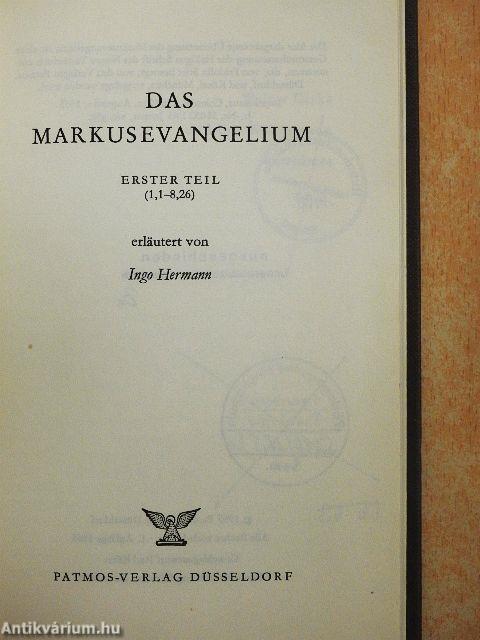 DAS
MARKUSEVANGELIUM
ERSTER TEIL
(1,1–8,26)
erläutert von
Ingo Hermann
PATMOS-VERLAG DÜSSELDORF
Antikvárium.hu